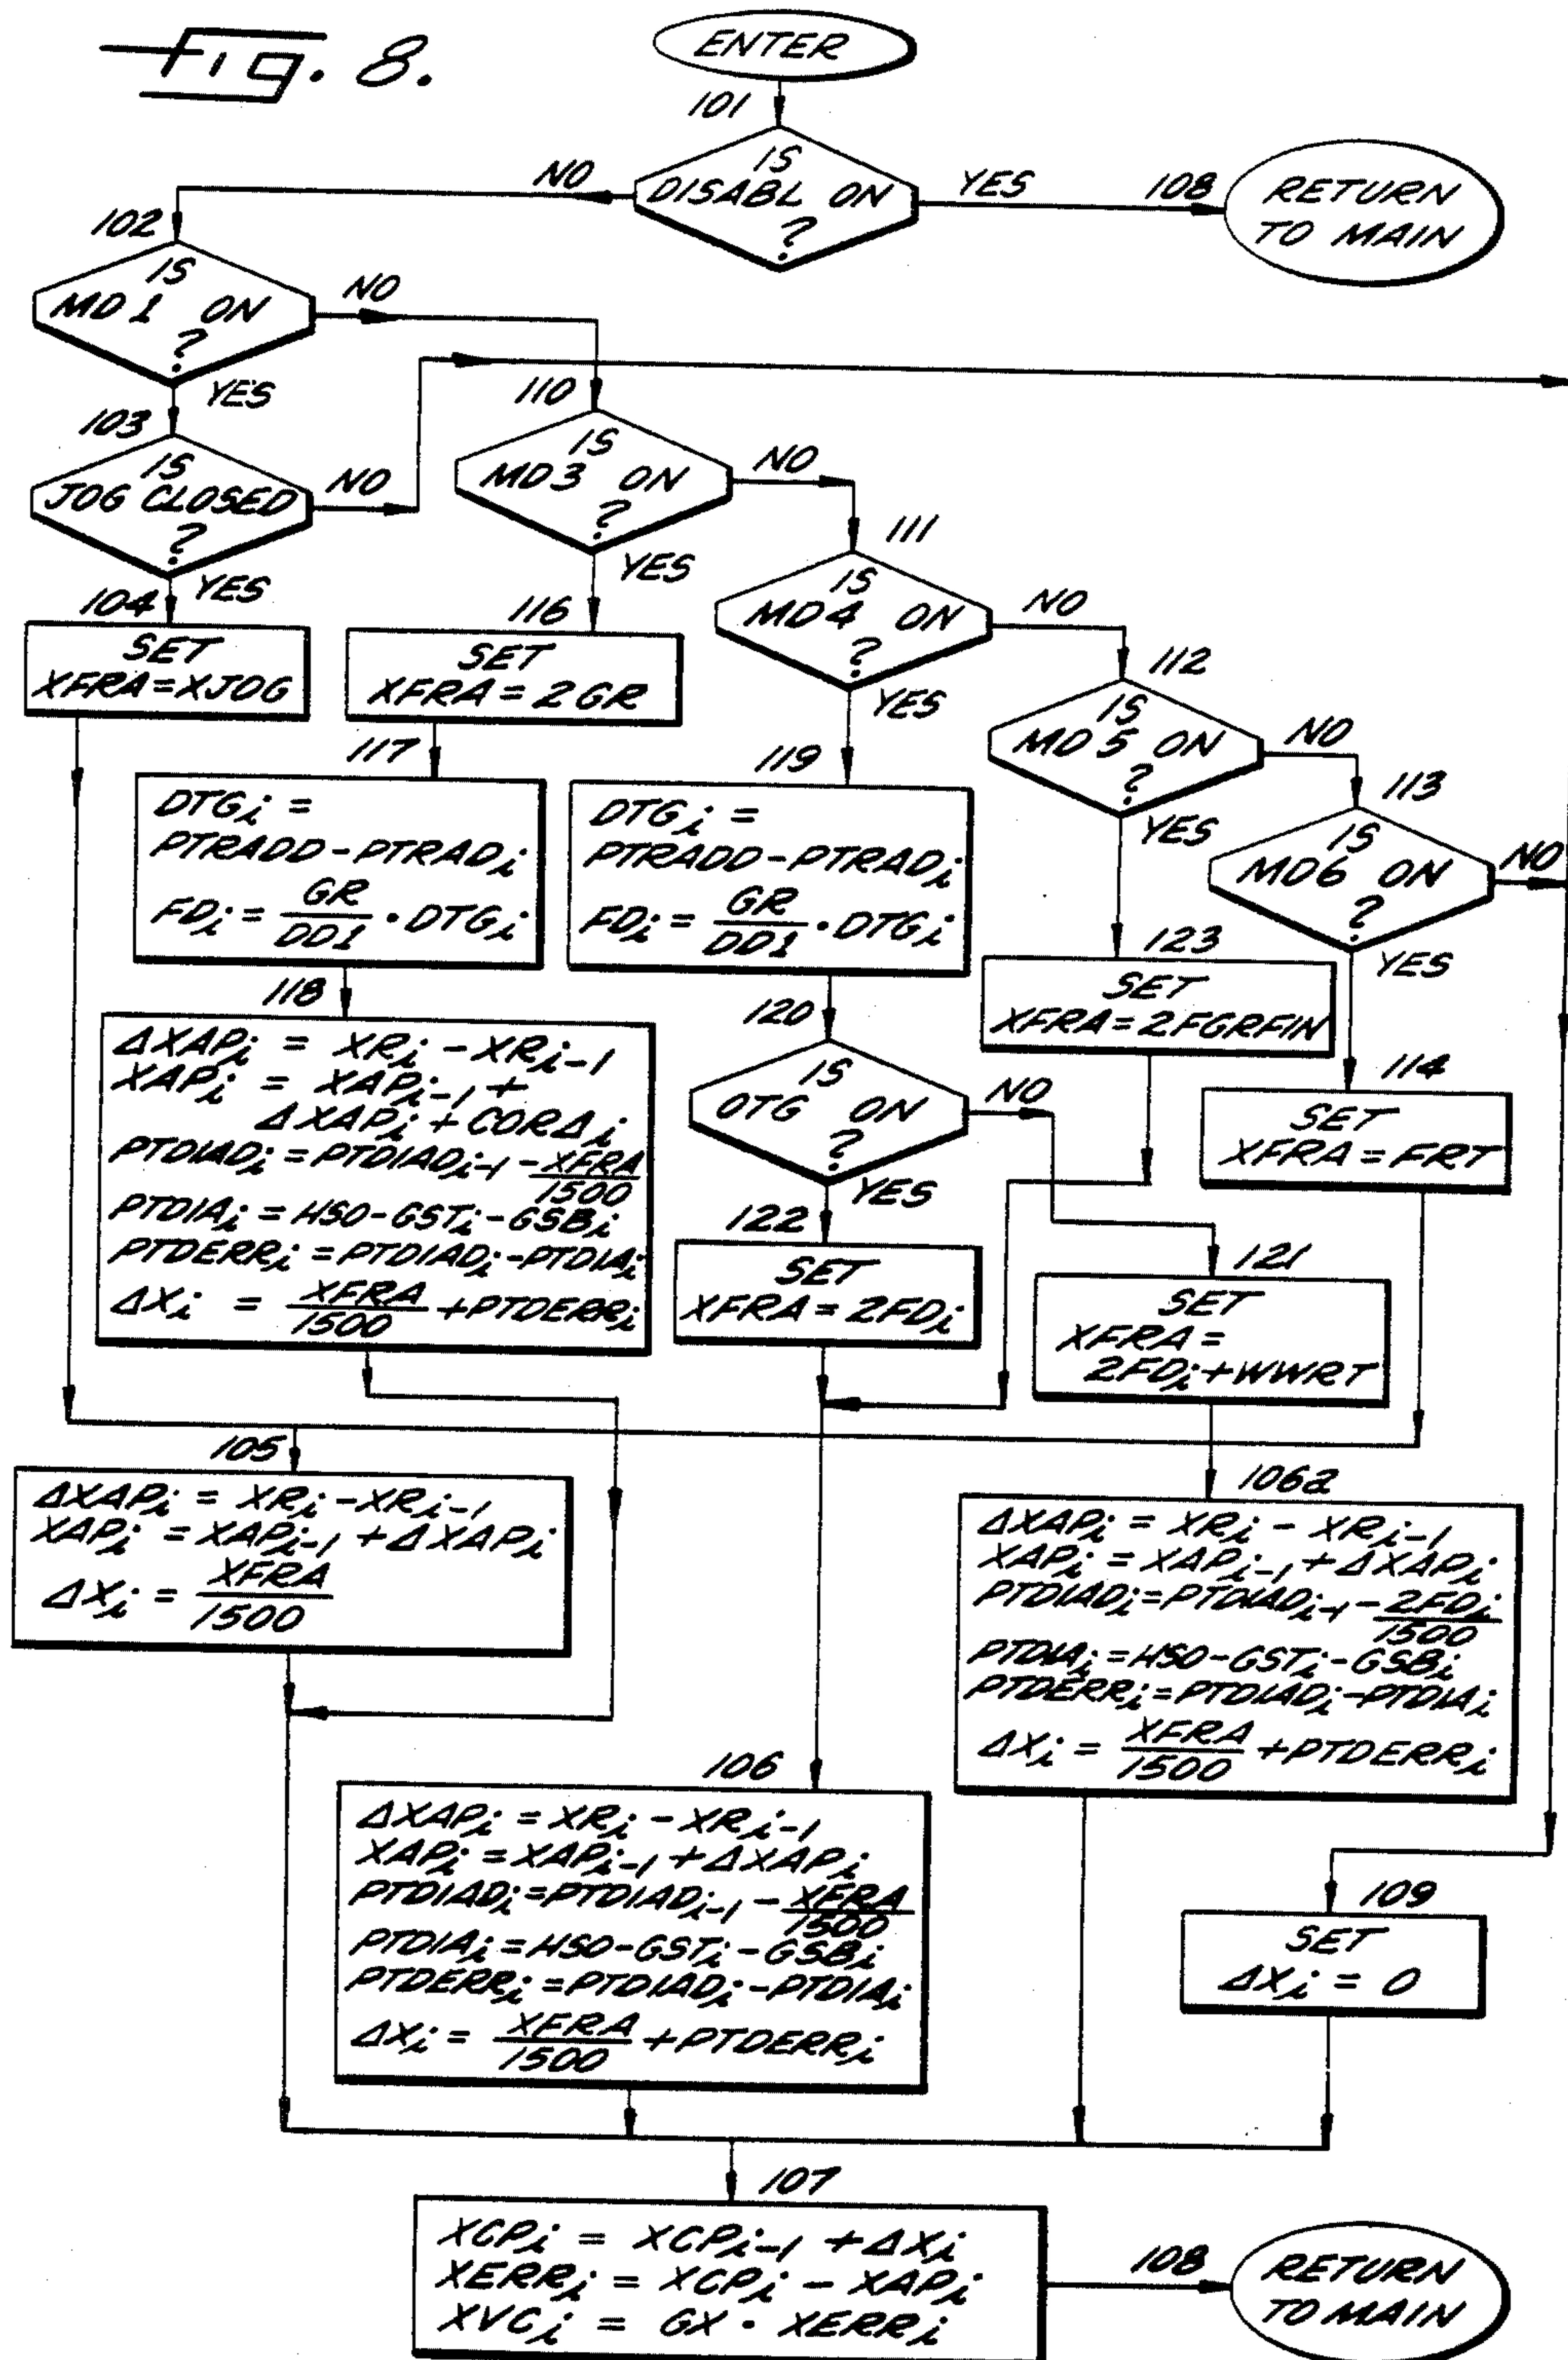 Fig. 8.
ENTER
101
IS
DISABL ON
?
NO
YES
108
RETURN
TO MAIN
102
IS
MD1 ON
?
NO
YES
103
IS
JOG CLOSED
?
NO
YES
110
IS
MD3 ON
?
NO
YES
111
IS
MD4 ON
?
NO
YES
112
IS
MD5 ON
?
NO
YES
113
IS
MD6 ON
?
NO
YES
104
SET
XFRA=XJOG
116
SET
XFRA = 2GR
117
DTGi =
PTRADD-PTRADi
FDi = GR/DD1 · DTGi
119
DTGi =
PTRADD-PTRADi
FDi = GR/DD1 · DTGi
123
SET
XFRA=2FGRFIN
114
SET
XFRA=FRT
118
ΔXAPi = XRi - XRi-1
XAPi = XAPi-1 +
ΔXAPi + CORΔi
PTDIADi = PTDIADi-1 - XFRA/1500
PTDIAi = HSO-GSTi-GSBi
PTDERRi = PTDIADi-PTDIAi
ΔXi = XFRA/1500 + PTDERRi
120
IS
OTG ON
?
NO
YES
122
SET
XFRA = 2FDi
121
SET
XFRA =
2FDi+WWRT
105
ΔXAPi = XRi - XRi-1
XAPi = XAPi-1 + ΔXAPi
ΔXi = XFRA/1500
106a
ΔXAPi = XRi - XRi-1
XAPi = XAPi-1 + ΔXAPi
PTDIADi = PTDIADi-1 - 2FDi/1500
PTDIAi = HSO-GSTi-GSBi
PTDERRi = PTDIADi-PTDIAi
ΔXi = XFRA/1500 + PTDERRi
106
ΔXAPi = XRi - XRi-1
XAPi = XAPi-1 + ΔXAPi
PTDIADi = PTDIADi-1 - XFRA/1500
PTDIAi = HSO-GSTi-GSBi
PTDERRi = PTDIADi-PTDIAi
ΔXi = XFRA/1500 + PTDERRi
109
SET
ΔXi = 0
107
XCPi = XCPi-1 + ΔXi
XERRi = XCPi - XAPi
XVCi = GX · XERRi
108
RETURN
TO MAIN